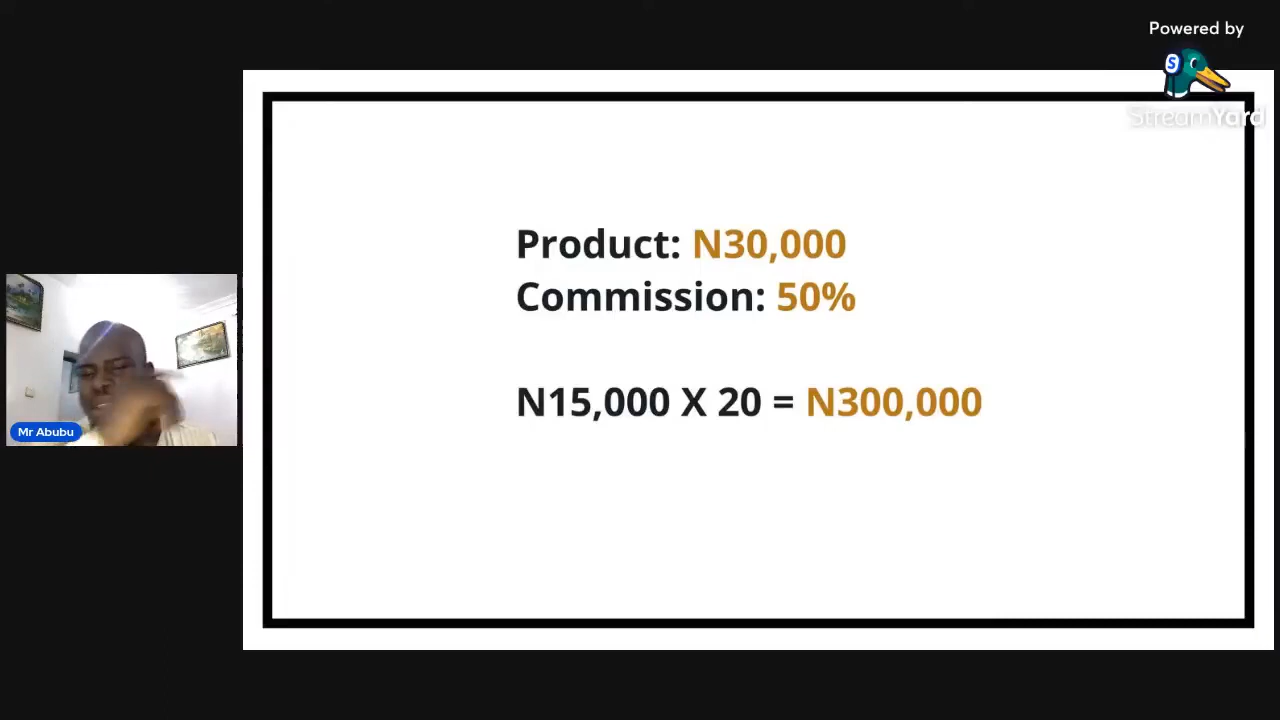 Powered by
S
StreamYard
Product: N30,000
Commission: 50%
N15,000 X 20 = N300,000
Mr Abubu